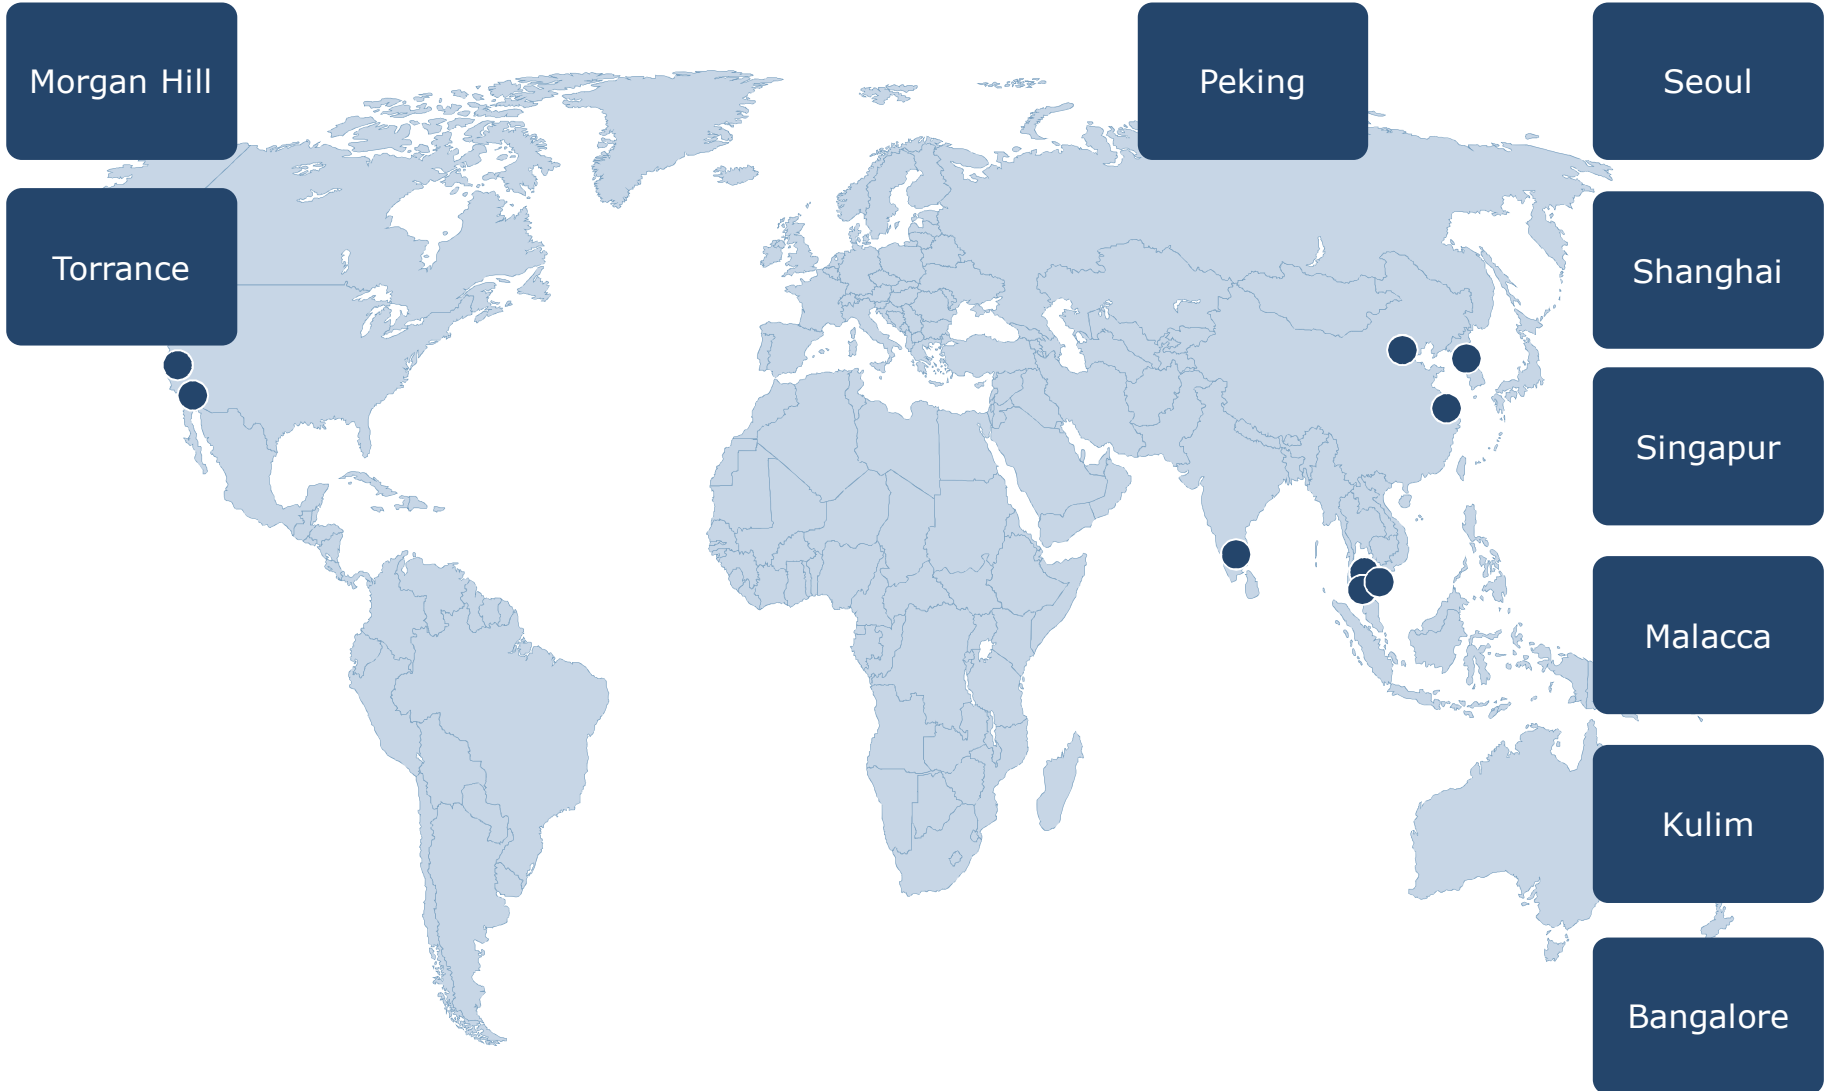 Morgan Hill
Peking
Seoul
Torrance
Shanghai
Singapur
Malacca
Kulim
Bangalore